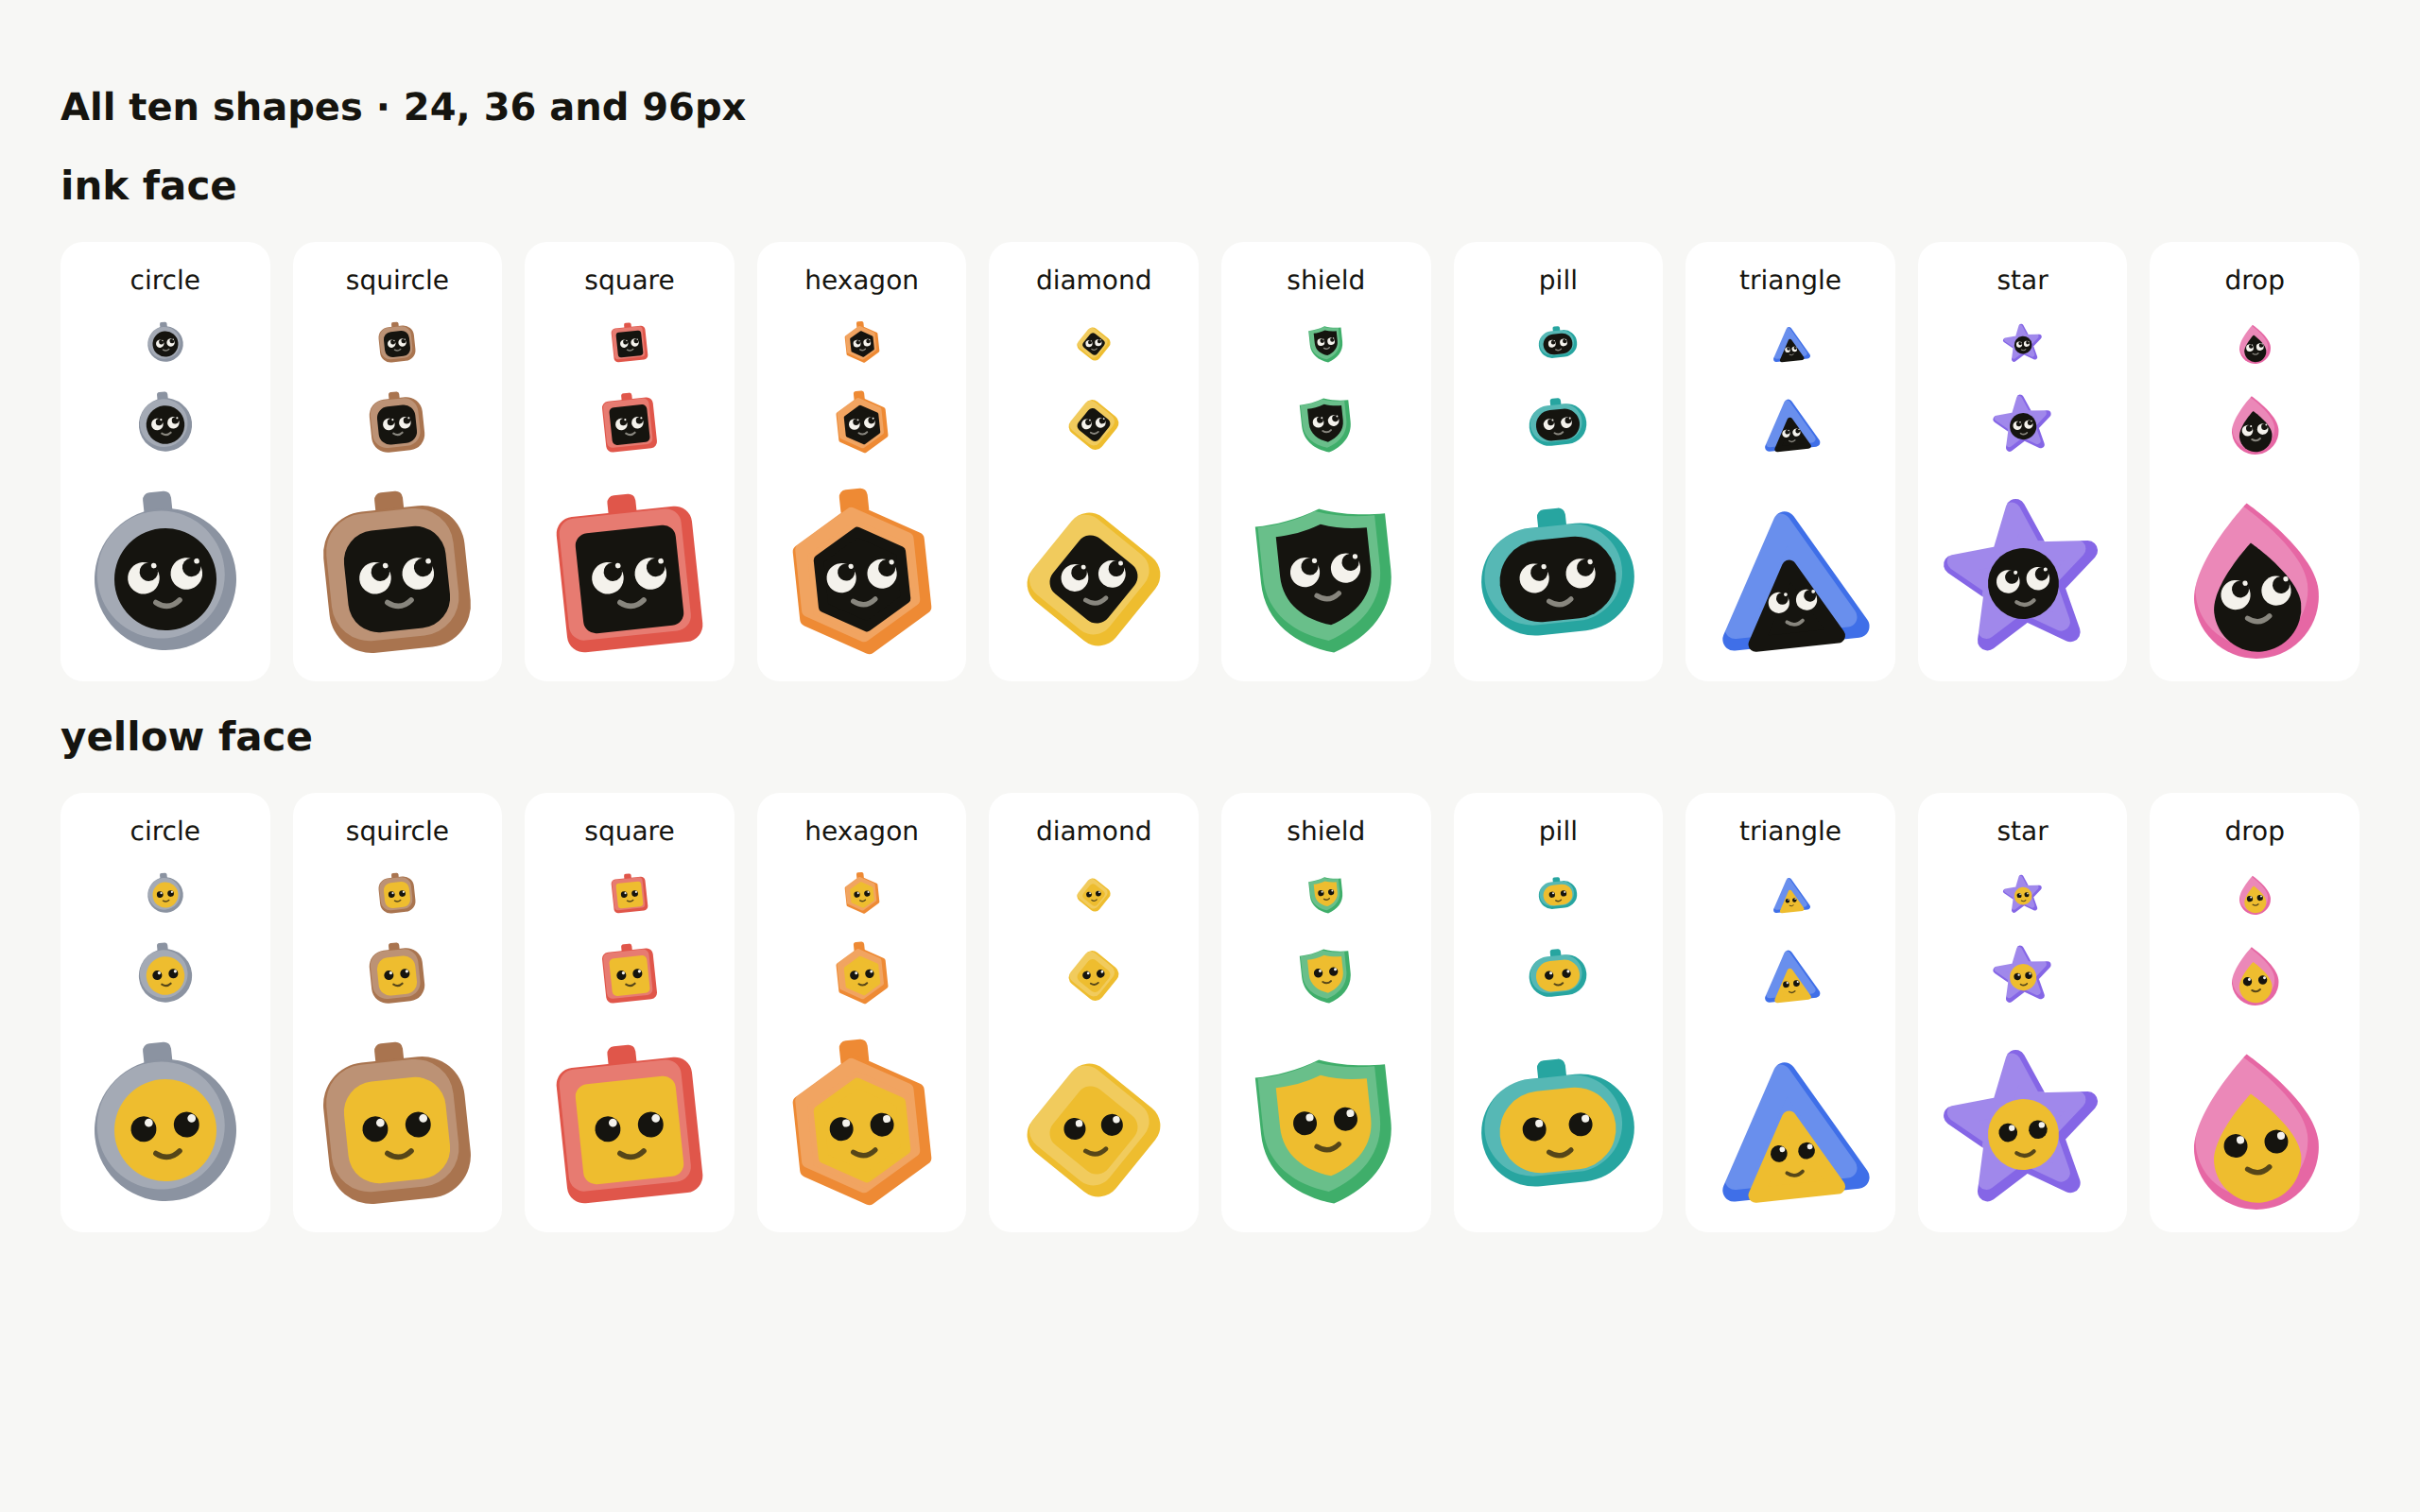 All ten shapes · 24, 36 and 96px
ink face
circle squircle square hexagon diamond shield pill triangle star drop
yellow face
circle squircle square hexagon diamond shield pill triangle star drop